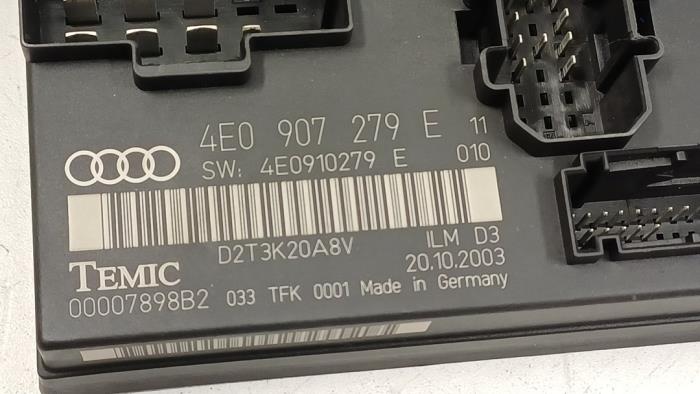 4E0 907 279 E 11
SW: 4E0910279 E 010
D2T3K20A8V ILM D3
TEMIC 20.10.2003
00007898B2 033 TFK 0001 Made in Germany